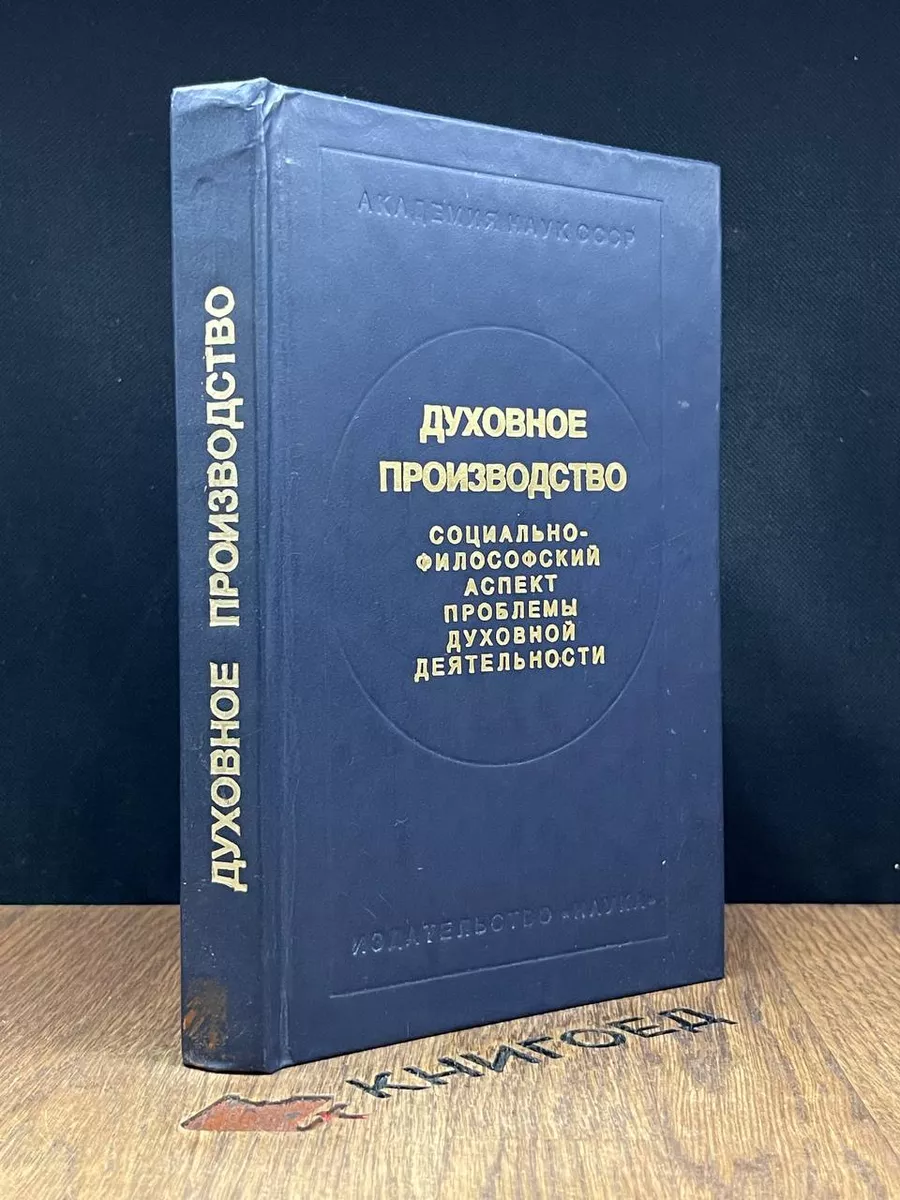 ДУХОВНОЕ ПРОИЗВОДСТВО
АКАДЕМИЯ НАУК СССР
ДУХОВНОЕ
ПРОИЗВОДСТВО
СОЦИАЛЬНО-
ФИЛОСОФСКИЙ
АСПЕКТ
ПРОБЛЕМЫ
ДУХОВНОЙ
ДЕЯТЕЛЬНОСТИ
ИЗДАТЕЛЬСТВО «НАУКА»
КНИГОЕД